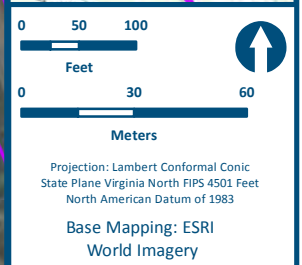 0 50 100
Feet
0 30 60
Meters
Projection: Lambert Conformal Conic
State Plane Virginia North FIPS 4501 Feet
North American Datum of 1983
Base Mapping: ESRI
World Imagery